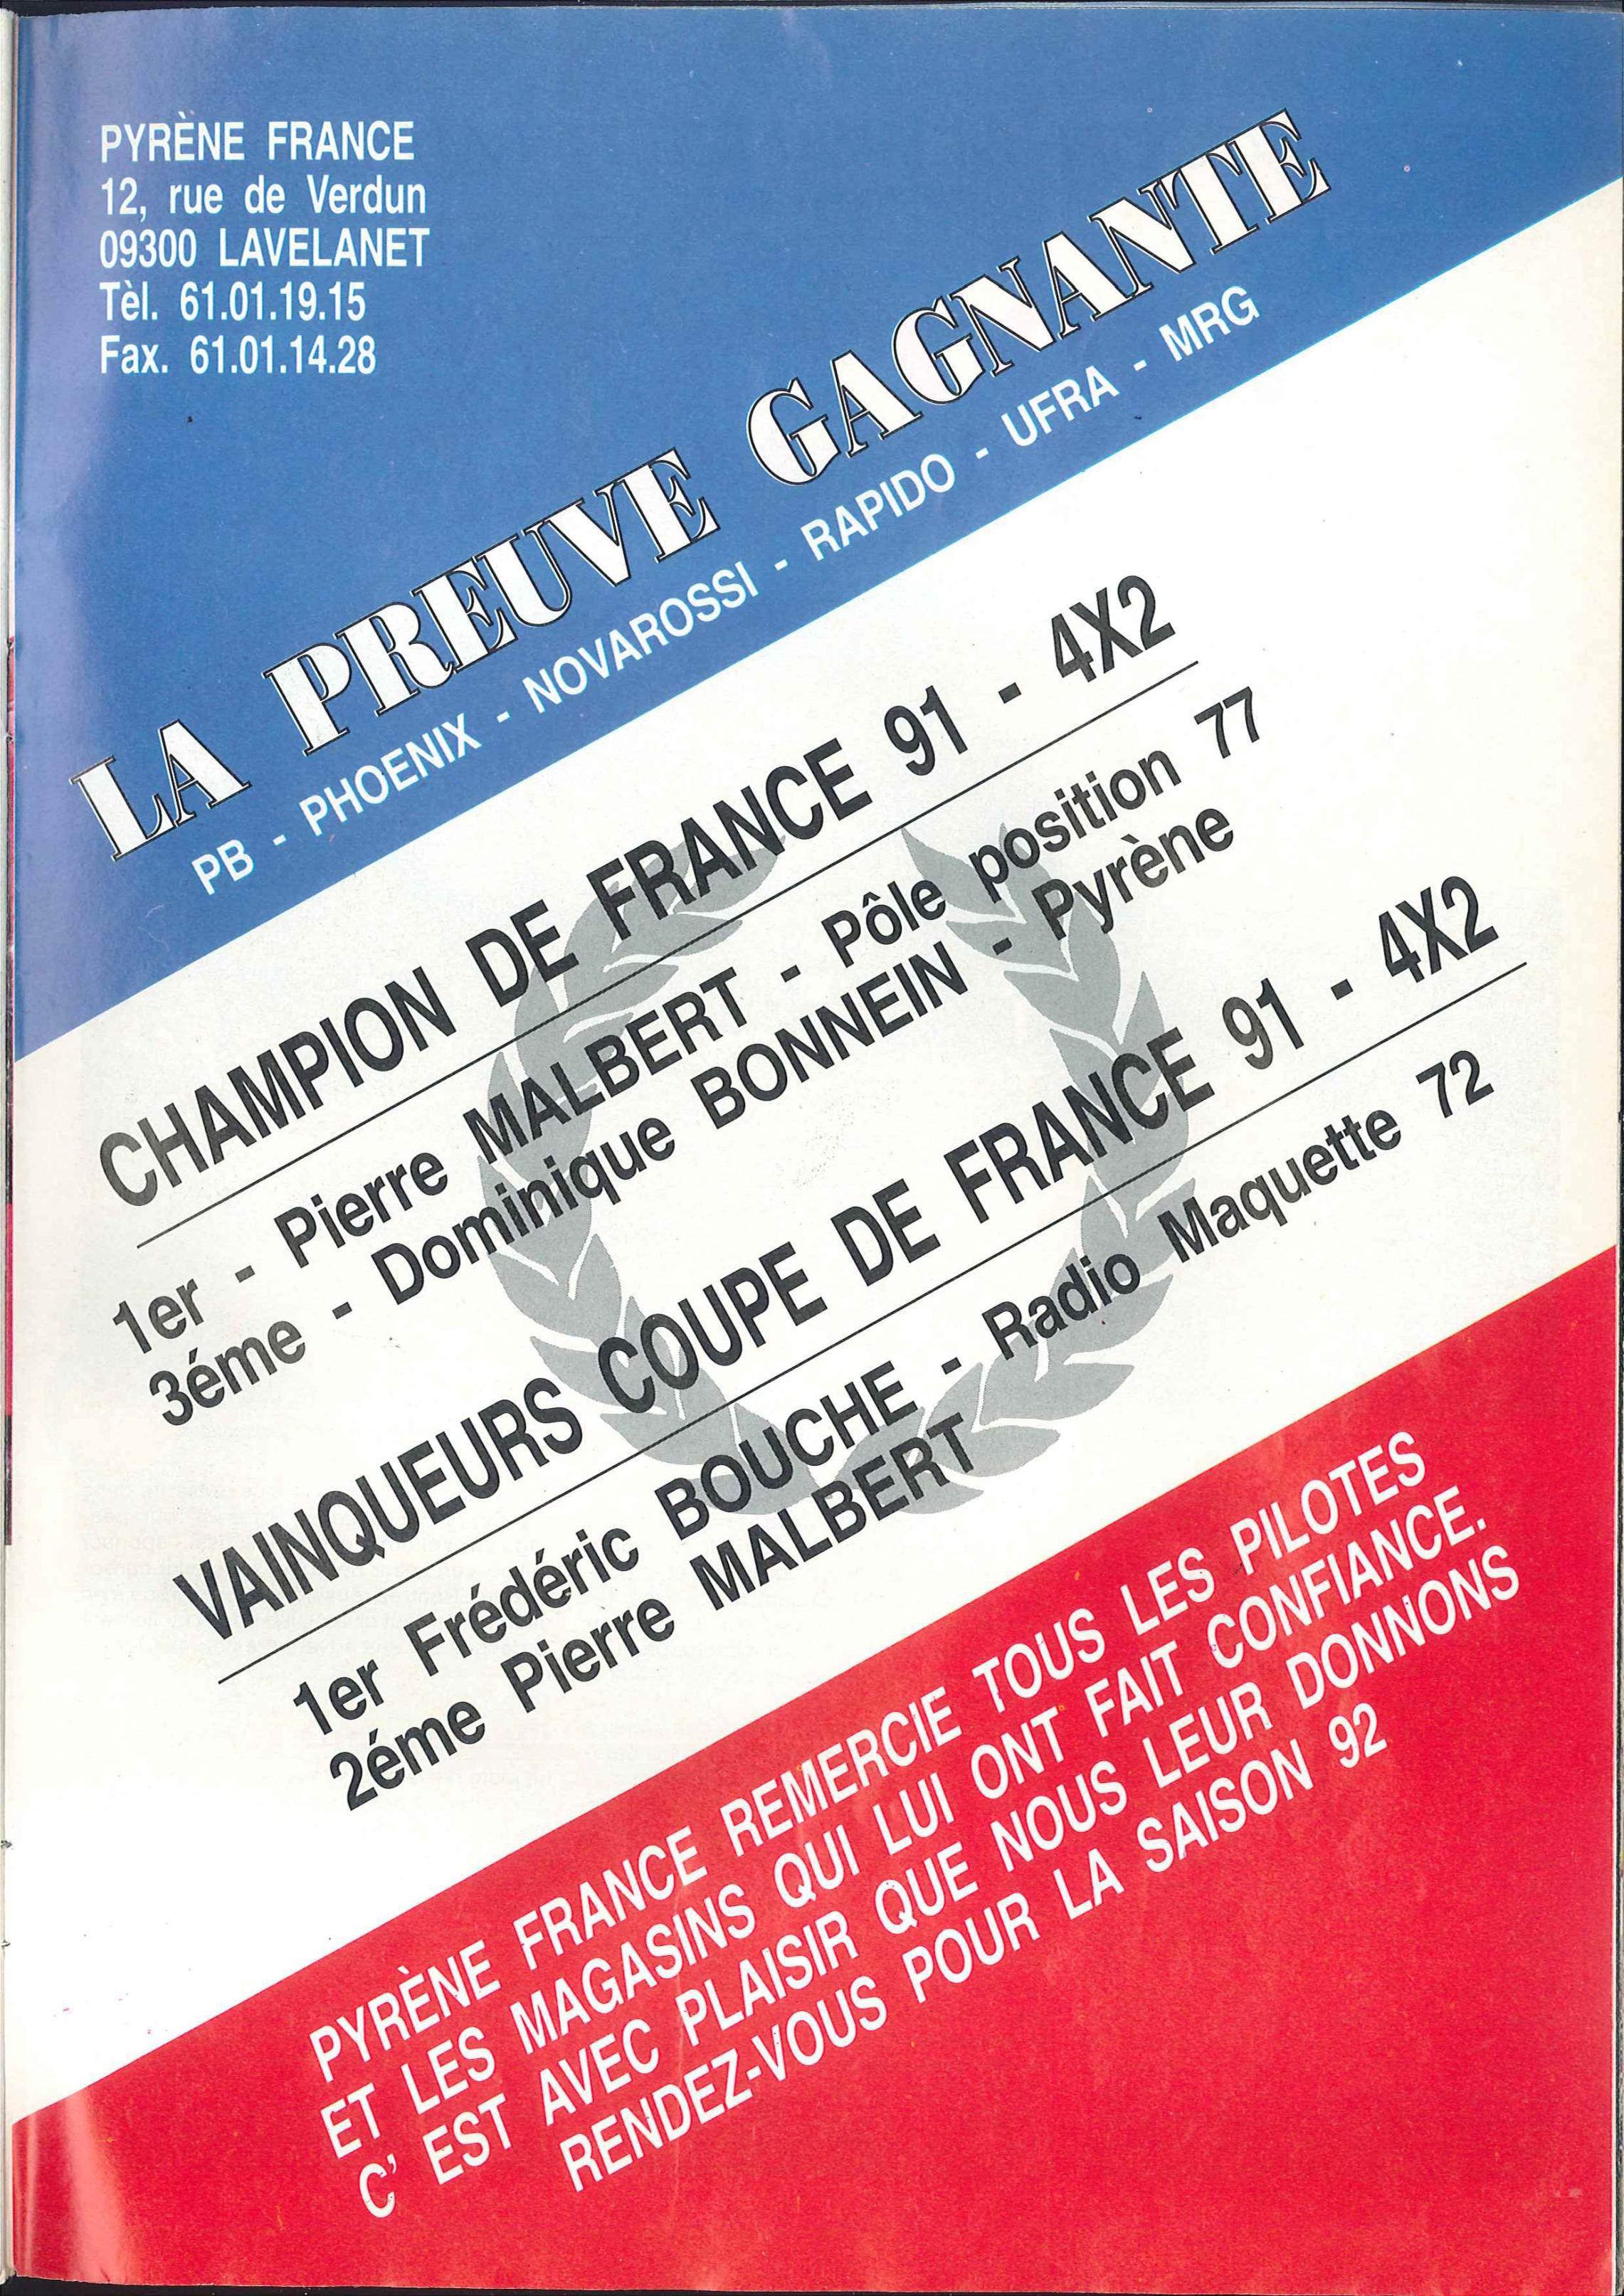 PYRÈNE FRANCE
12, rue de Verdun
09300 LAVELANET
Tèl. 61.01.19.15
Fax. 61.01.14.28
LA PREUVE GAGNANTE
PB - PHOENIX - NOVAROSSI - RAPIDO - UFRA - MRG
CHAMPION DE FRANCE 91 - 4X2
1er - Pierre MALBERT - Pôle position 77
3éme - Dominique BONNEIN - Pyrène
VAINQUEURS COUPE DE FRANCE 91 - 4X2
1er Frédéric BOUCHE - Radio Maquette 72
2éme Pierre MALBERT
PYRÈNE FRANCE REMERCIE TOUS LES PILOTES
ET LES MAGASINS QUI LUI ONT FAIT CONFIANCE.
C' EST AVEC PLAISIR QUE NOUS LEUR DONNONS
RENDEZ-VOUS POUR LA SAISON 92